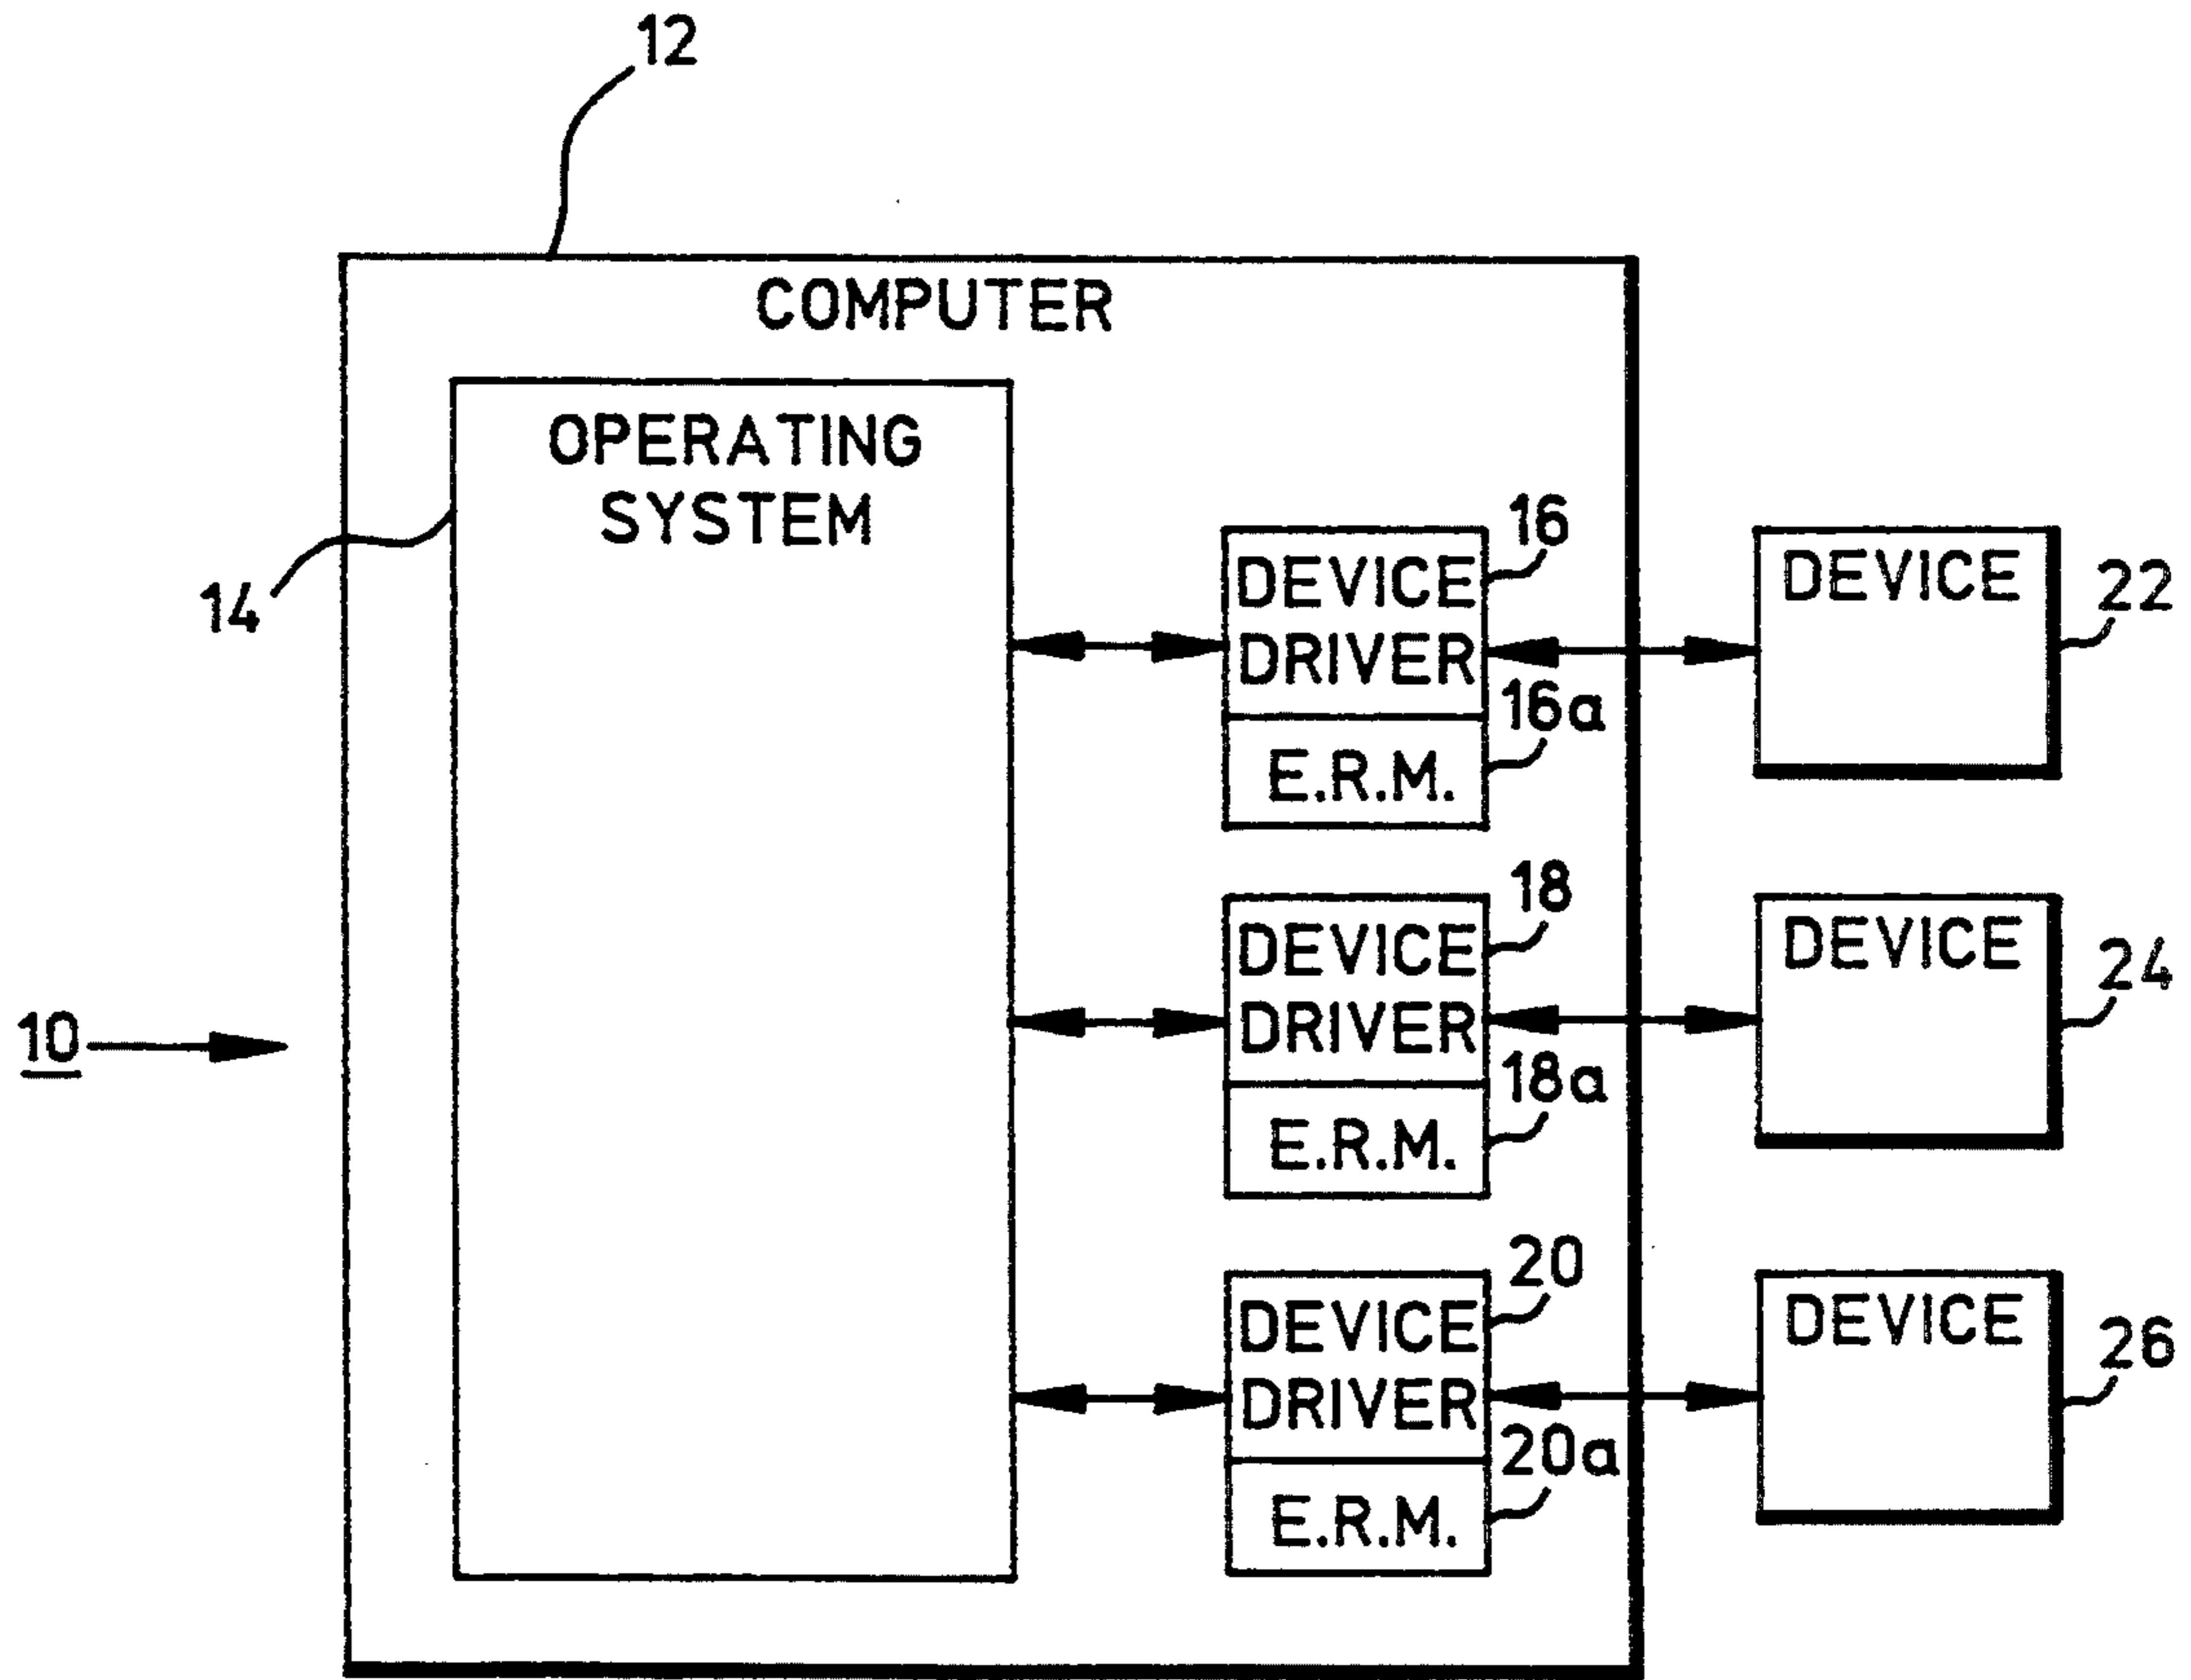 12
COMPUTER
OPERATING
SYSTEM
14
10
DEVICE
DRIVER
16
16a
E.R.M.
DEVICE
22
DEVICE
DRIVER
18
18a
E.R.M.
DEVICE
24
DEVICE
DRIVER
20
20a
E.R.M.
DEVICE
26